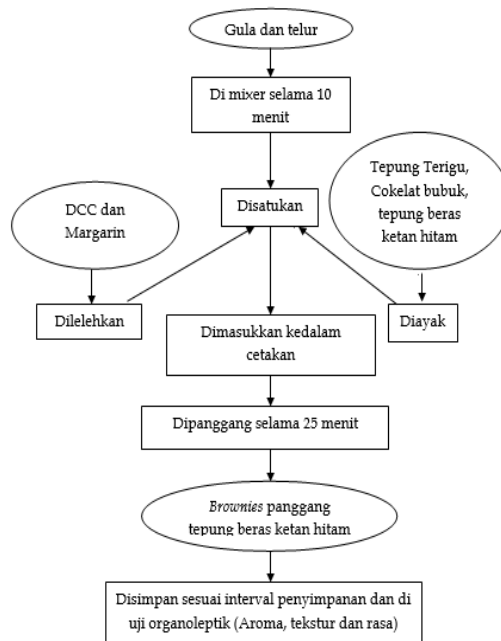 Gula dan telur
Di mixer selama 10
menit
Tepung Terigu,
Cokelat bubuk,
tepung beras
ketan hitam
DCC dan
Margarin
Disatukan
Dilelehkan
Diayak
Dimasukkan kedalam
cetakan
Dipanggang selama 25 menit
Brownies panggang
tepung beras ketan hitam
Disimpan sesuai interval penyimpanan dan di
uji organoleptik (Aroma, tekstur dan rasa)